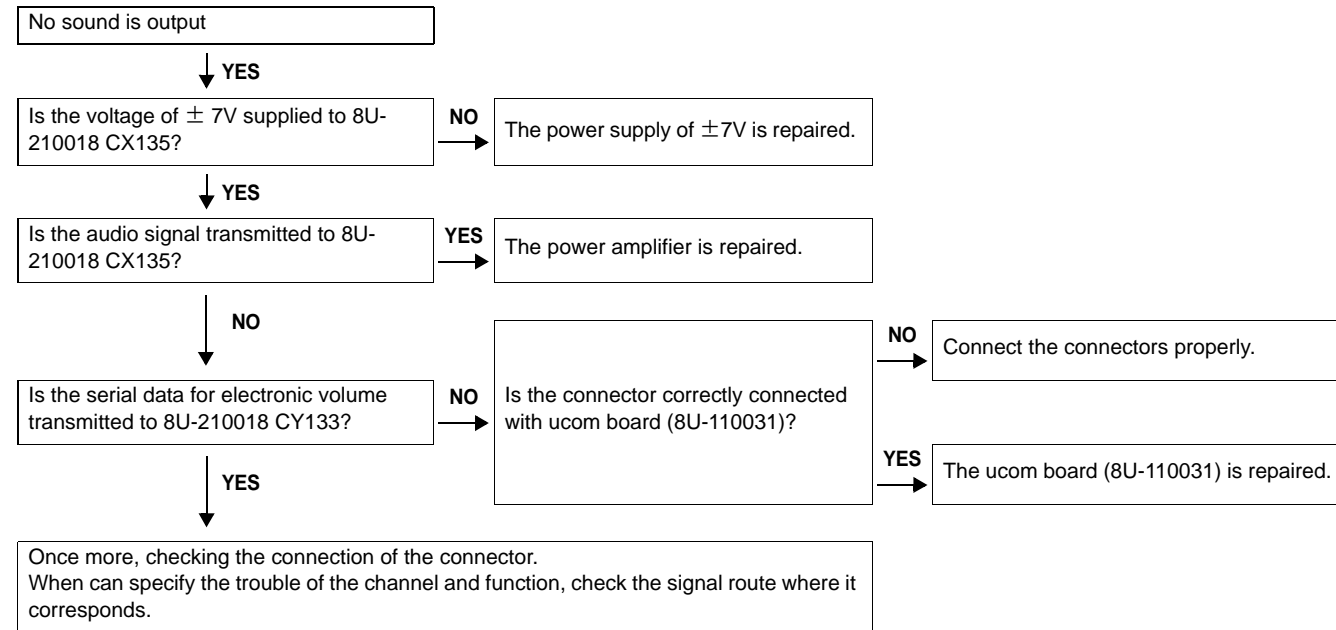 No sound is output
YES
Is the voltage of ± 7V supplied to 8U-
210018 CX135?
NO
The power supply of ±7V is repaired.
YES
Is the audio signal transmitted to 8U-
210018 CX135?
YES
The power amplifier is repaired.
NO
Is the serial data for electronic volume
transmitted to 8U-210018 CY133?
NO
Is the connector correctly connected
with ucom board (8U-110031)?
NO
Connect the connectors properly.
YES
The ucom board (8U-110031) is repaired.
YES
Once more, checking the connection of the connector.
When can specify the trouble of the channel and function, check the signal route where it
corresponds.